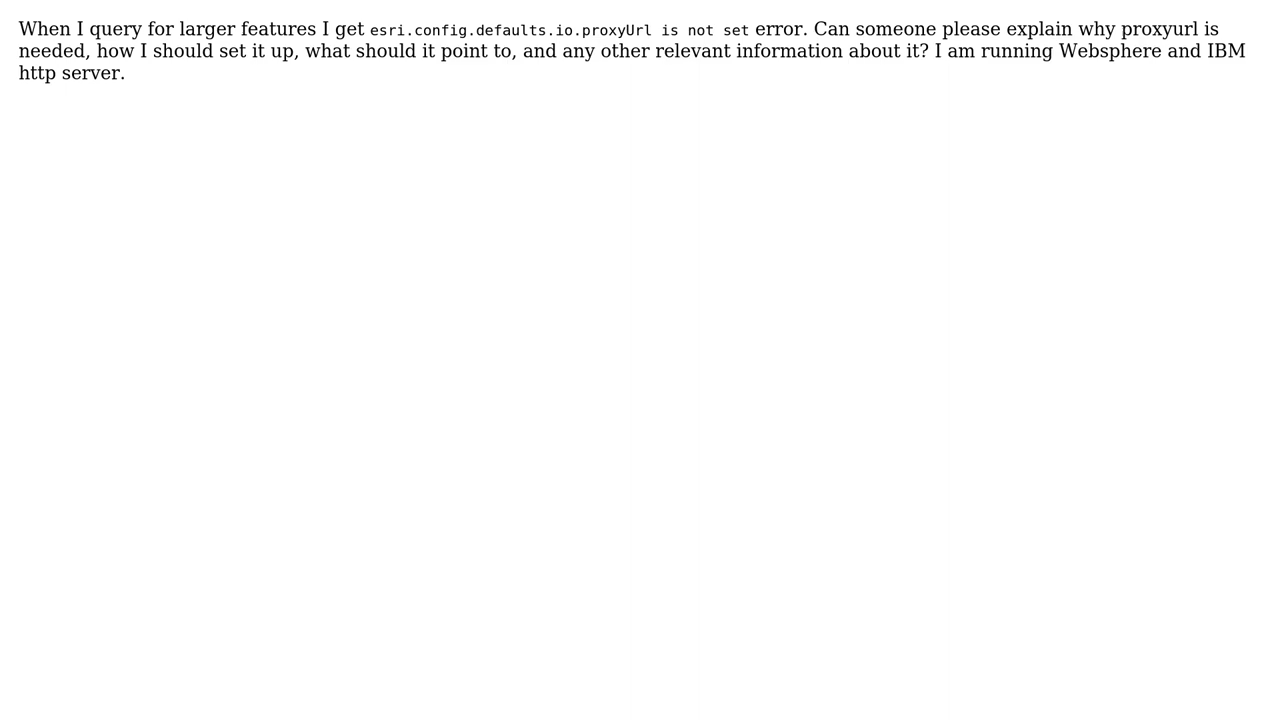 When I query for larger features I get esri.config.defaults.io.proxyUrl is not set error. Can someone please explain why proxyurl is
needed, how I should set it up, what should it point to, and any other relevant information about it? I am running Websphere and IBM
http server.